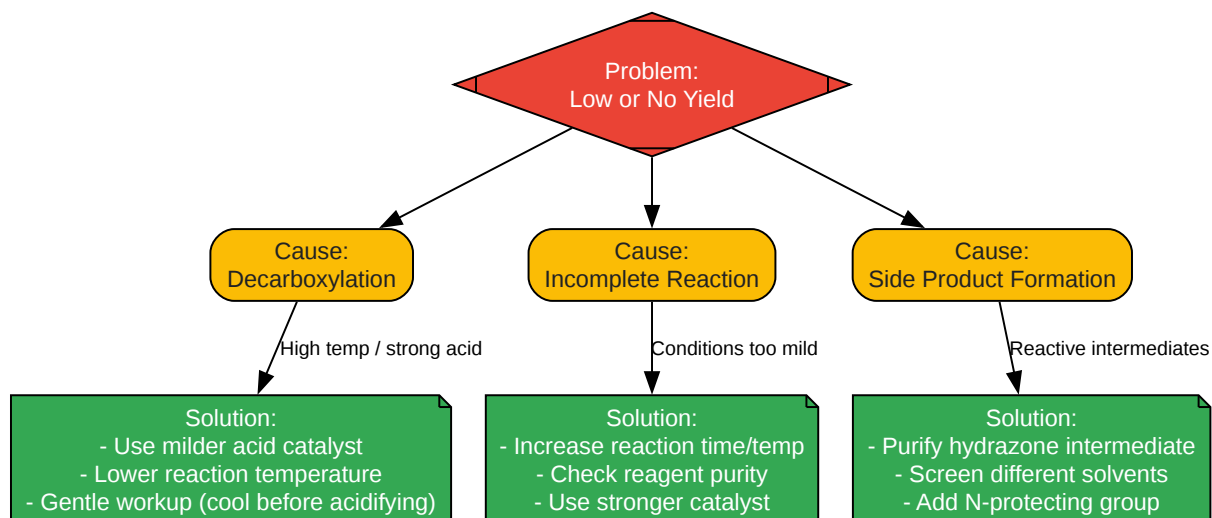 Problem:
Low or No Yield
Cause:
Decarboxylation
Cause:
Incomplete Reaction
Cause:
Side Product Formation
High temp / strong acid
Conditions too mild
Reactive intermediates
Solution:
- Use milder acid catalyst
- Lower reaction temperature
- Gentle workup (cool before acidifying)
Solution:
- Increase reaction time/temp
- Check reagent purity
- Use stronger catalyst
Solution:
- Purify hydrazone intermediate
- Screen different solvents
- Add N-protecting group